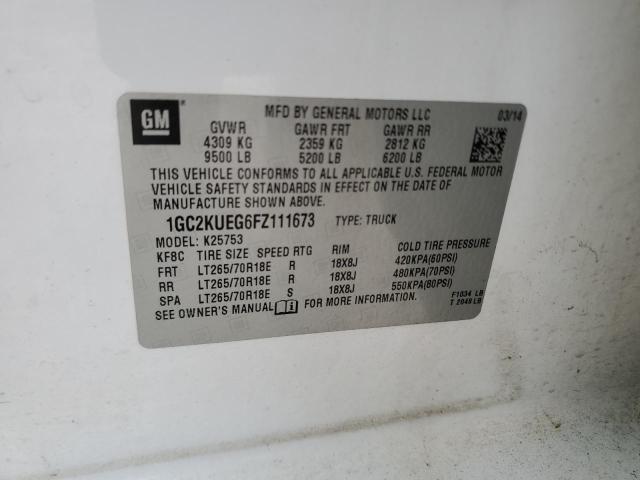 GM
MFD BY GENERAL MOTORS LLC 03/14
GVWR GAWR FRT GAWR RR
4309 KG 2359 KG 2812 KG
9500 LB 5200 LB 6200 LB
THIS VEHICLE CONFORMS TO ALL APPLICABLE U.S. FEDERAL MOTOR
VEHICLE SAFETY STANDARDS IN EFFECT ON THE DATE OF
MANUFACTURE SHOWN ABOVE.
1GC2KUEG6FZ111673 TYPE: TRUCK
MODEL: K25753
KF8C TIRE SIZE SPEED RTG RIM COLD TIRE PRESSURE
FRT LT265/70R18E R 18X8J 420KPA(60PSI)
RR LT265/70R18E R 18X8J 480KPA(70PSI)
SPA LT265/70R18E S 18X8J 550KPA(80PSI)
SEE OWNER'S MANUAL FOR MORE INFORMATION. F1034 LB
T 2048 LB